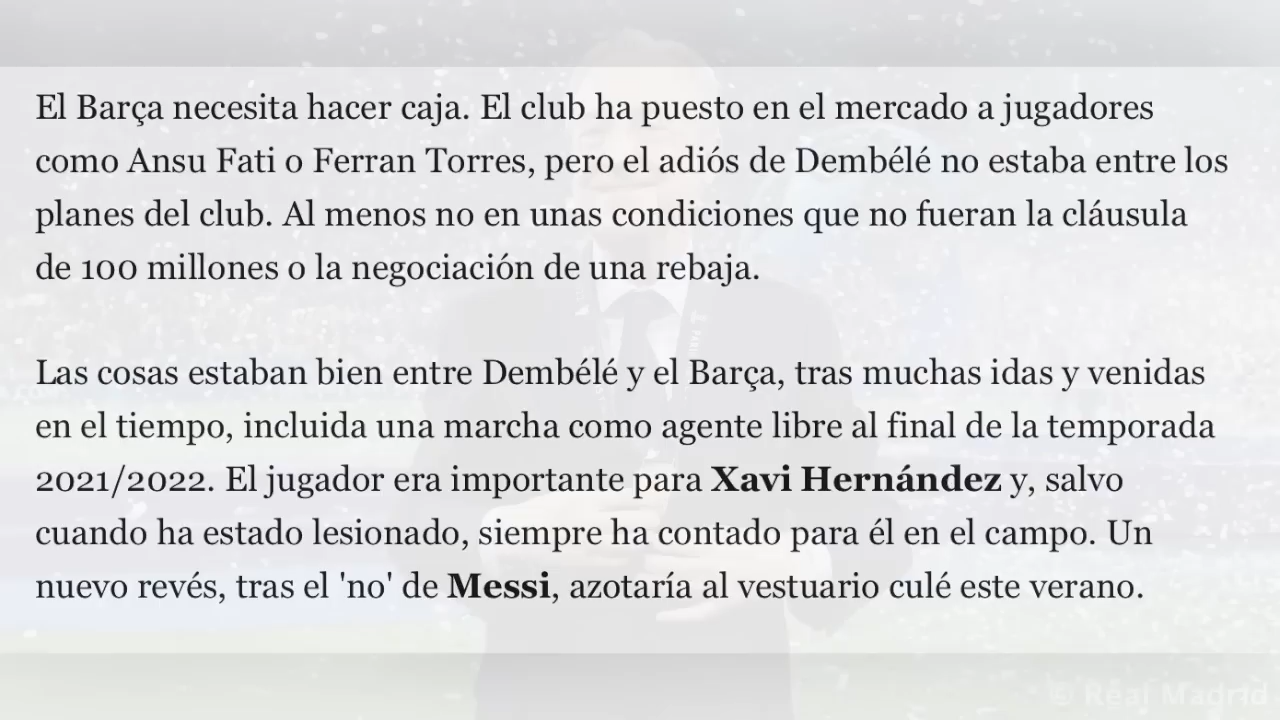 El Barça necesita hacer caja. El club ha puesto en el mercado a jugadores
como Ansu Fati o Ferran Torres, pero el adiós de Dembélé no estaba entre los
planes del club. Al menos no en unas condiciones que no fueran la cláusula
de 100 millones o la negociación de una rebaja.
Las cosas estaban bien entre Dembélé y el Barça, tras muchas idas y venidas
en el tiempo, incluida una marcha como agente libre al final de la temporada
2021/2022. El jugador era importante para Xavi Hernández y, salvo
cuando ha estado lesionado, siempre ha contado para él en el campo. Un
nuevo revés, tras el 'no' de Messi, azotaría al vestuario culé este verano.
© Real Madrid